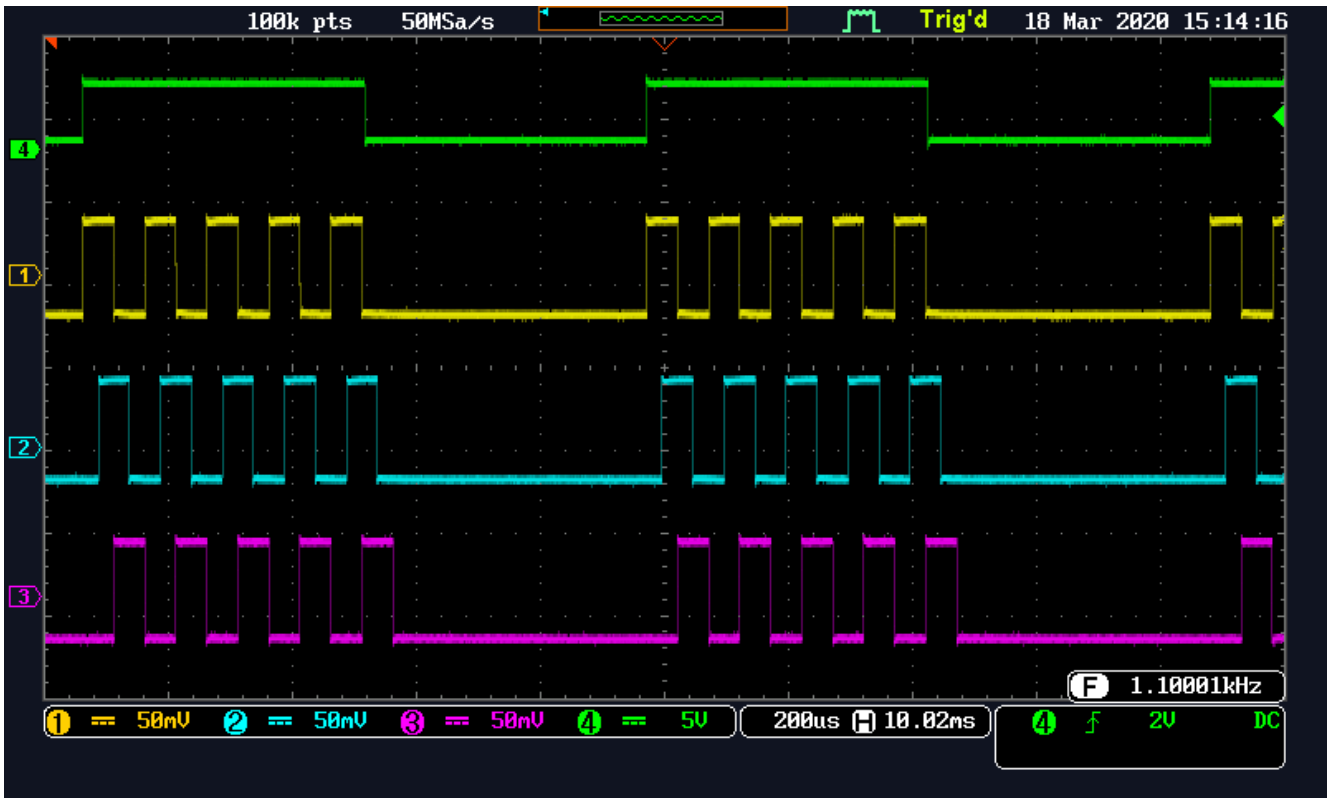 100k pts 50MSa/s Trig'd 18 Mar 2020 15:14:16
4
1
2
3
F 1.10001kHz
1 50mV 2 50mV 3 50mV 4 5V 200us H 10.02ms 4 2V DC